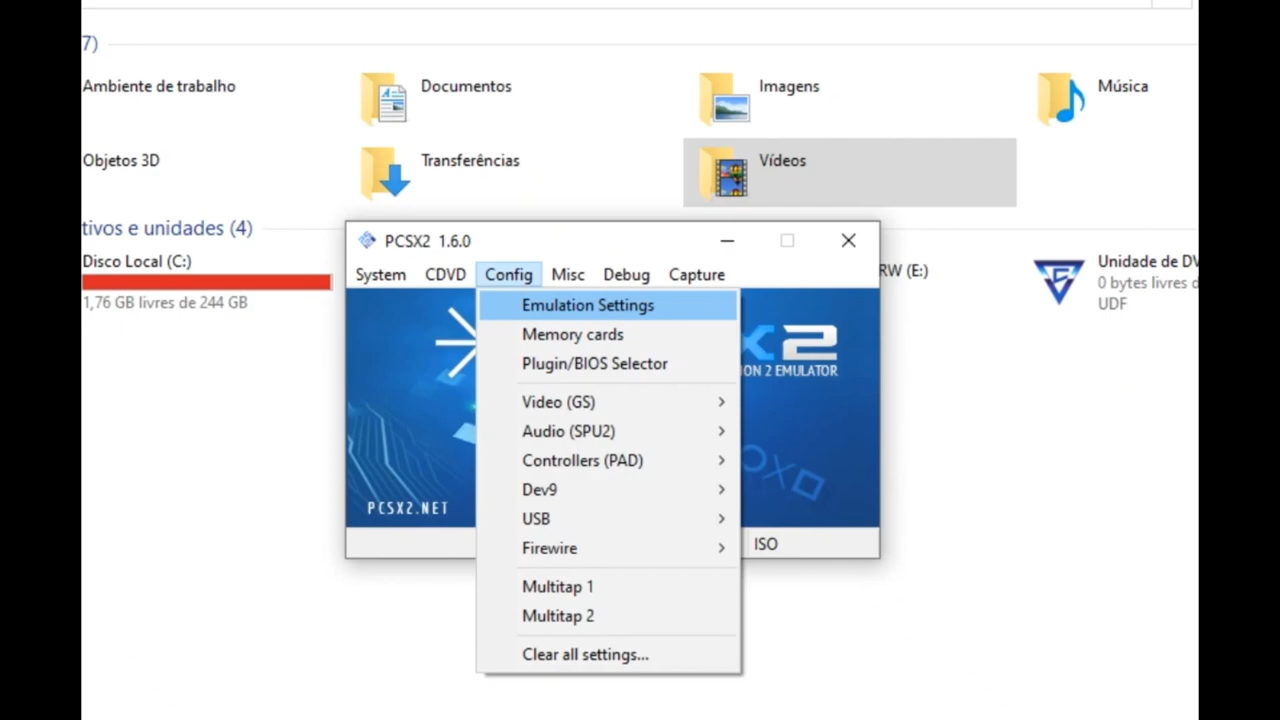 7)
Ambiente de trabalho
Documentos
Imagens
Música
Objetos 3D
Transferências
Vídeos
tivos e unidades (4)
Disco Local (C:)
1,76 GB livres de 244 GB
RW (E:)
Unidade de DV
0 bytes livres d
UDF
PCSX2 1.6.0
System CDVD Config Misc Debug Capture
Emulation Settings
Memory cards
Plugin/BIOS Selector
Video (GS)
Audio (SPU2)
Controllers (PAD)
Dev9
USB
Firewire
Multitap 1
Multitap 2
Clear all settings...
X2
ION 2 EMULATOR
PCSX2.NET
ISO